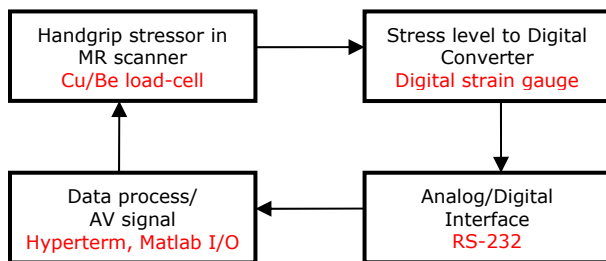 Handgrip stressor in
MR scanner
Cu/Be load-cell
Stress level to Digital
Converter
Digital strain gauge
Data process/
AV signal
Hyperterm, Matlab I/O
Analog/Digital
Interface
RS-232